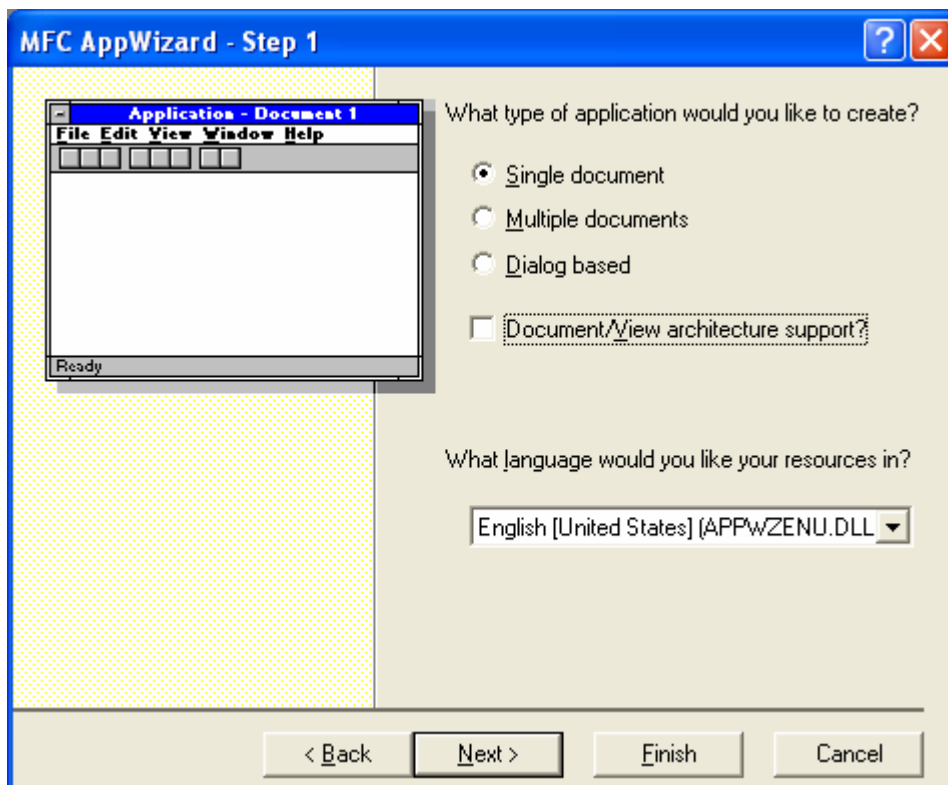 MFC AppWizard - Step 1
Application - Document 1
File Edit View Window Help
Ready
What type of application would you like to create?
Single document
Multiple documents
Dialog based
Document/View architecture support?
What language would you like your resources in?
English [United States] (APPWZENU.DLL
< Back
Next >
Finish
Cancel